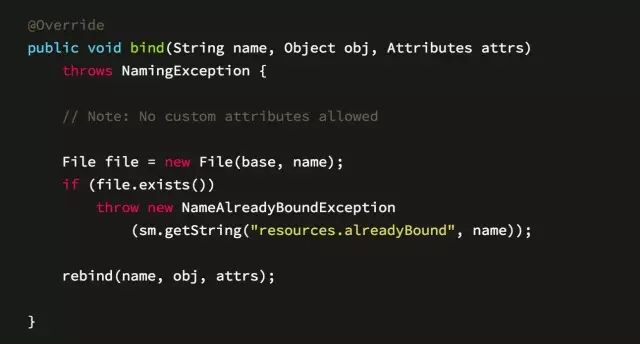 @Override
public void bind(String name, Object obj, Attributes attrs)
    throws NamingException {
    // Note: No custom attributes allowed
    File file = new File(base, name);
    if (file.exists())
        throw new NameAlreadyBoundException
            (sm.getString("resources.alreadyBound", name));
    rebind(name, obj, attrs);
}